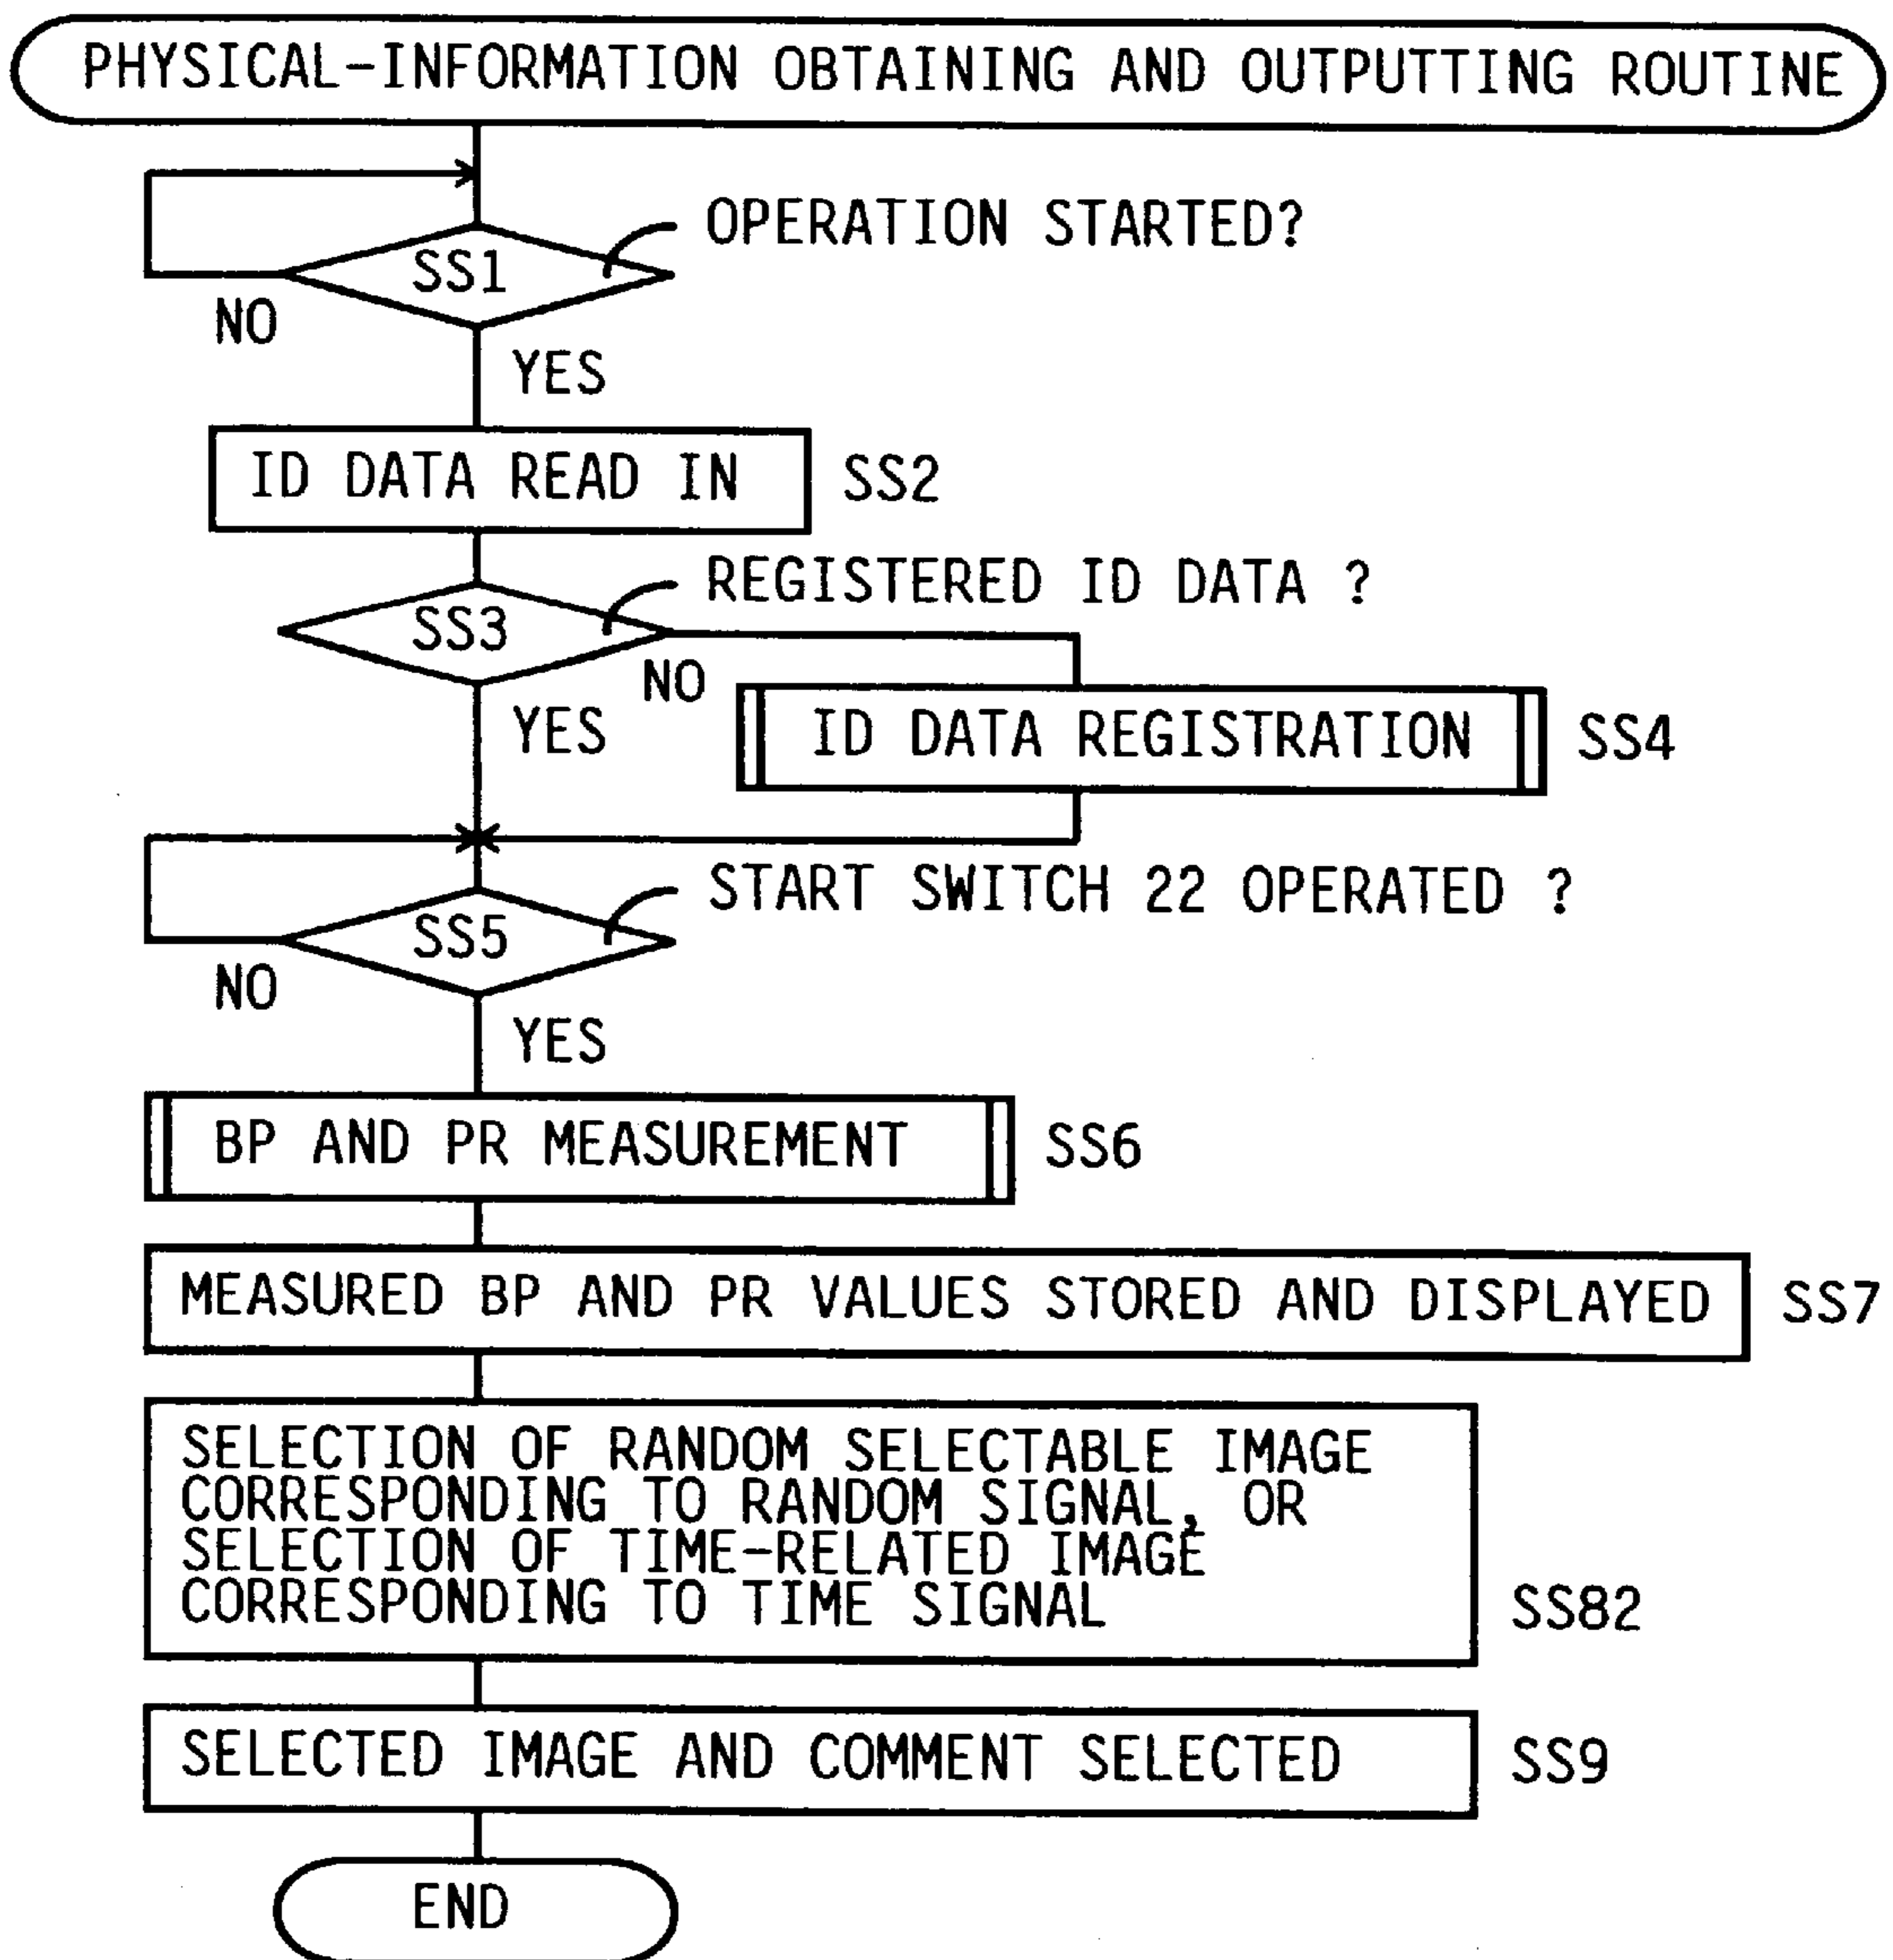 PHYSICAL-INFORMATION OBTAINING AND OUTPUTTING ROUTINE
OPERATION STARTED?
SS1
NO
YES
ID DATA READ IN
SS2
REGISTERED ID DATA ?
SS3
NO
YES
ID DATA REGISTRATION
SS4
START SWITCH 22 OPERATED ?
SS5
NO
YES
BP AND PR MEASUREMENT
SS6
MEASURED BP AND PR VALUES STORED AND DISPLAYED
SS7
SELECTION OF RANDOM SELECTABLE IMAGE
CORRESPONDING TO RANDOM SIGNAL, OR
SELECTION OF TIME-RELATED IMAGE
CORRESPONDING TO TIME SIGNAL
SS82
SELECTED IMAGE AND COMMENT SELECTED
SS9
END